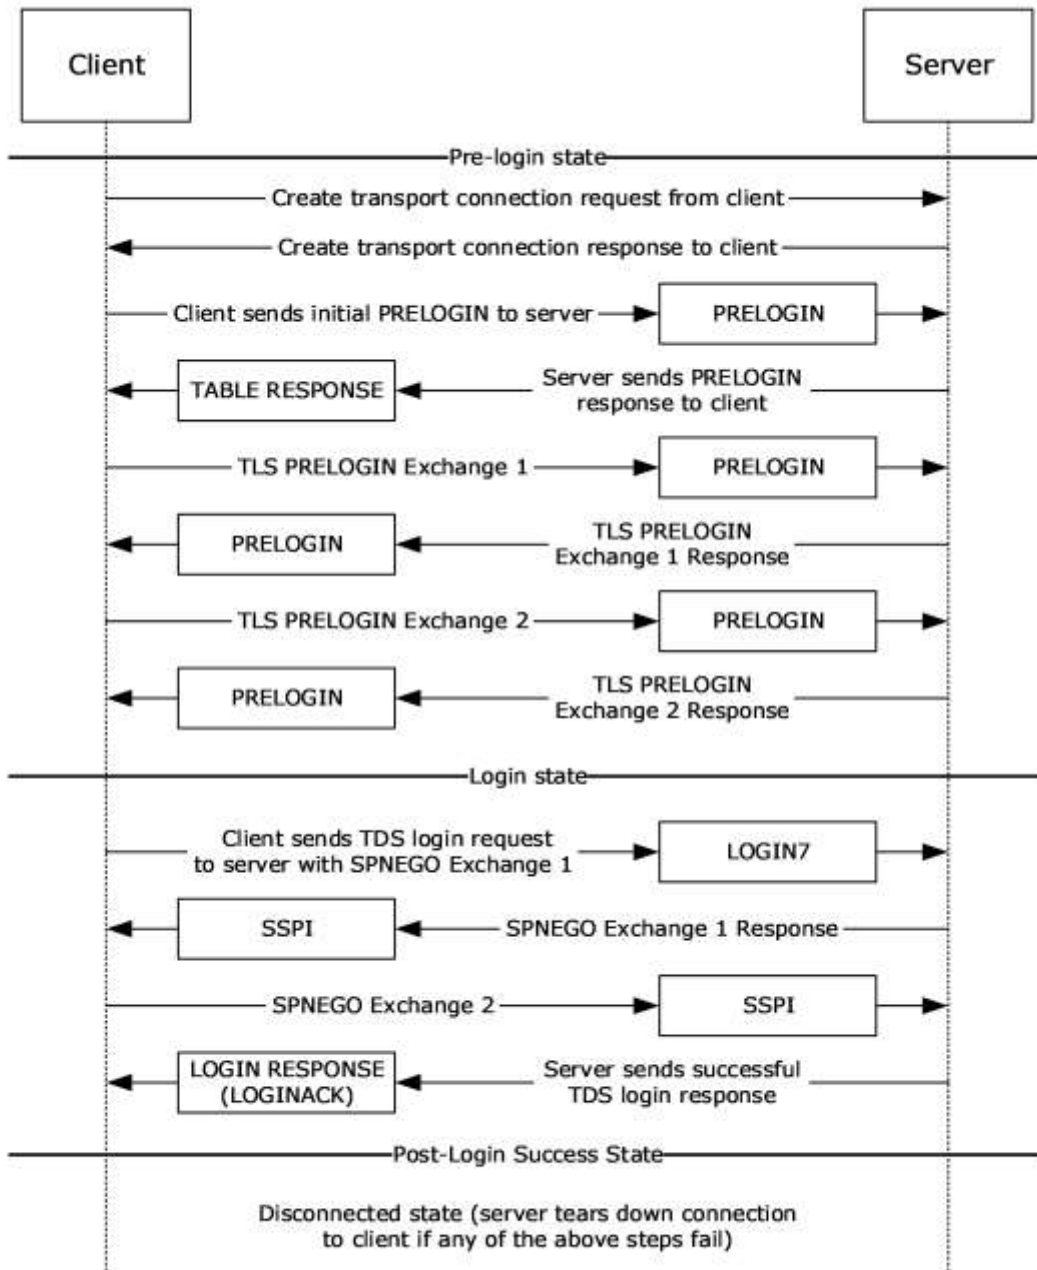 Client
Server
Pre-login state
Create transport connection request from client
Create transport connection response to client
Client sends initial PRELOGIN to server
PRELOGIN
TABLE RESPONSE
Server sends PRELOGIN
response to client
TLS PRELOGIN Exchange 1
PRELOGIN
PRELOGIN
TLS PRELOGIN
Exchange 1 Response
TLS PRELOGIN Exchange 2
PRELOGIN
PRELOGIN
TLS PRELOGIN
Exchange 2 Response
Login state
Client sends TDS login request
to server with SPNEGO Exchange 1
LOGIN7
SSPI
SPNEGO Exchange 1 Response
SPNEGO Exchange 2
SSPI
LOGIN RESPONSE
(LOGINACK)
Server sends successful
TDS login response
Post-Login Success State
Disconnected state (server tears down connection
to client if any of the above steps fail)